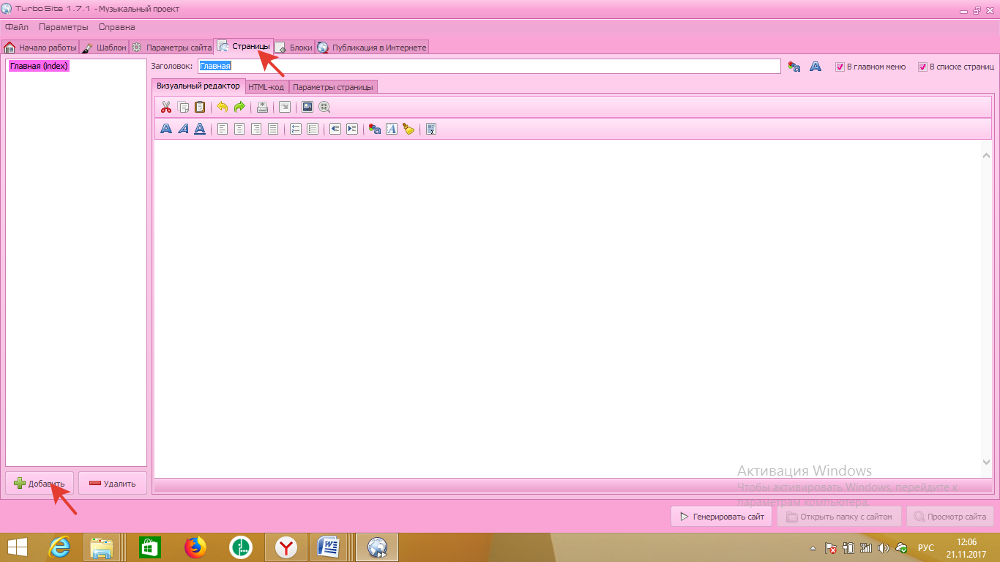 TurboSite 1.7.1 - Музыкальный проект
Файл Параметры Справка
Начало работы Шаблон Параметры сайта Страницы Блоки Публикация в Интернете
Главная (index)
Заголовок: Главная В главном меню В списке страниц
Визуальный редактор HTML-код Параметры страницы
Добавить Удалить
Активация Windows
Чтобы активировать Windows, перейдите к
параметрам компьютера.
Генерировать сайт Открыть папку с сайтом Просмотр сайта
РУС
12:06
21.11.2017